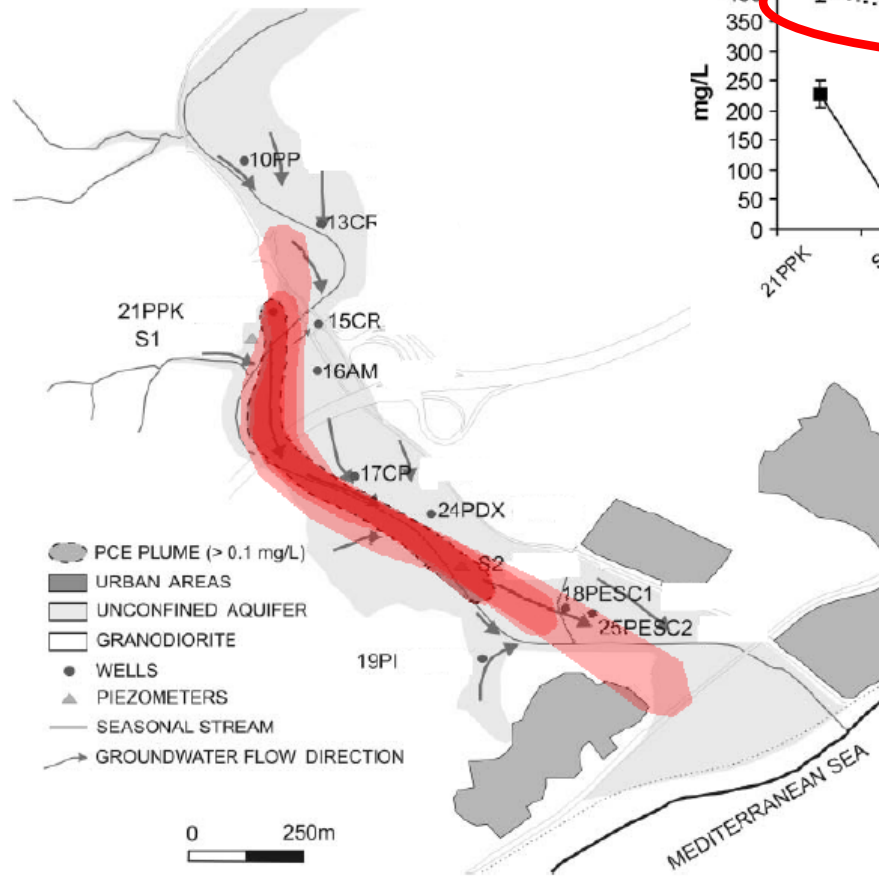 350
300
250
200
150
100
50
0
mg/L
21PPK
10PP
13CR
21PPK
S1
15CR
16AM
17CP
24PDX
S2
18PESC1
25PESC2
19PI
PCE PLUME (> 0.1 mg/L)
URBAN AREAS
UNCONFINED AQUIFER
GRANODIORITE
WELLS
PIEZOMETERS
SEASONAL STREAM
GROUNDWATER FLOW DIRECTION
0 250m
MEDITERRANEAN SEA